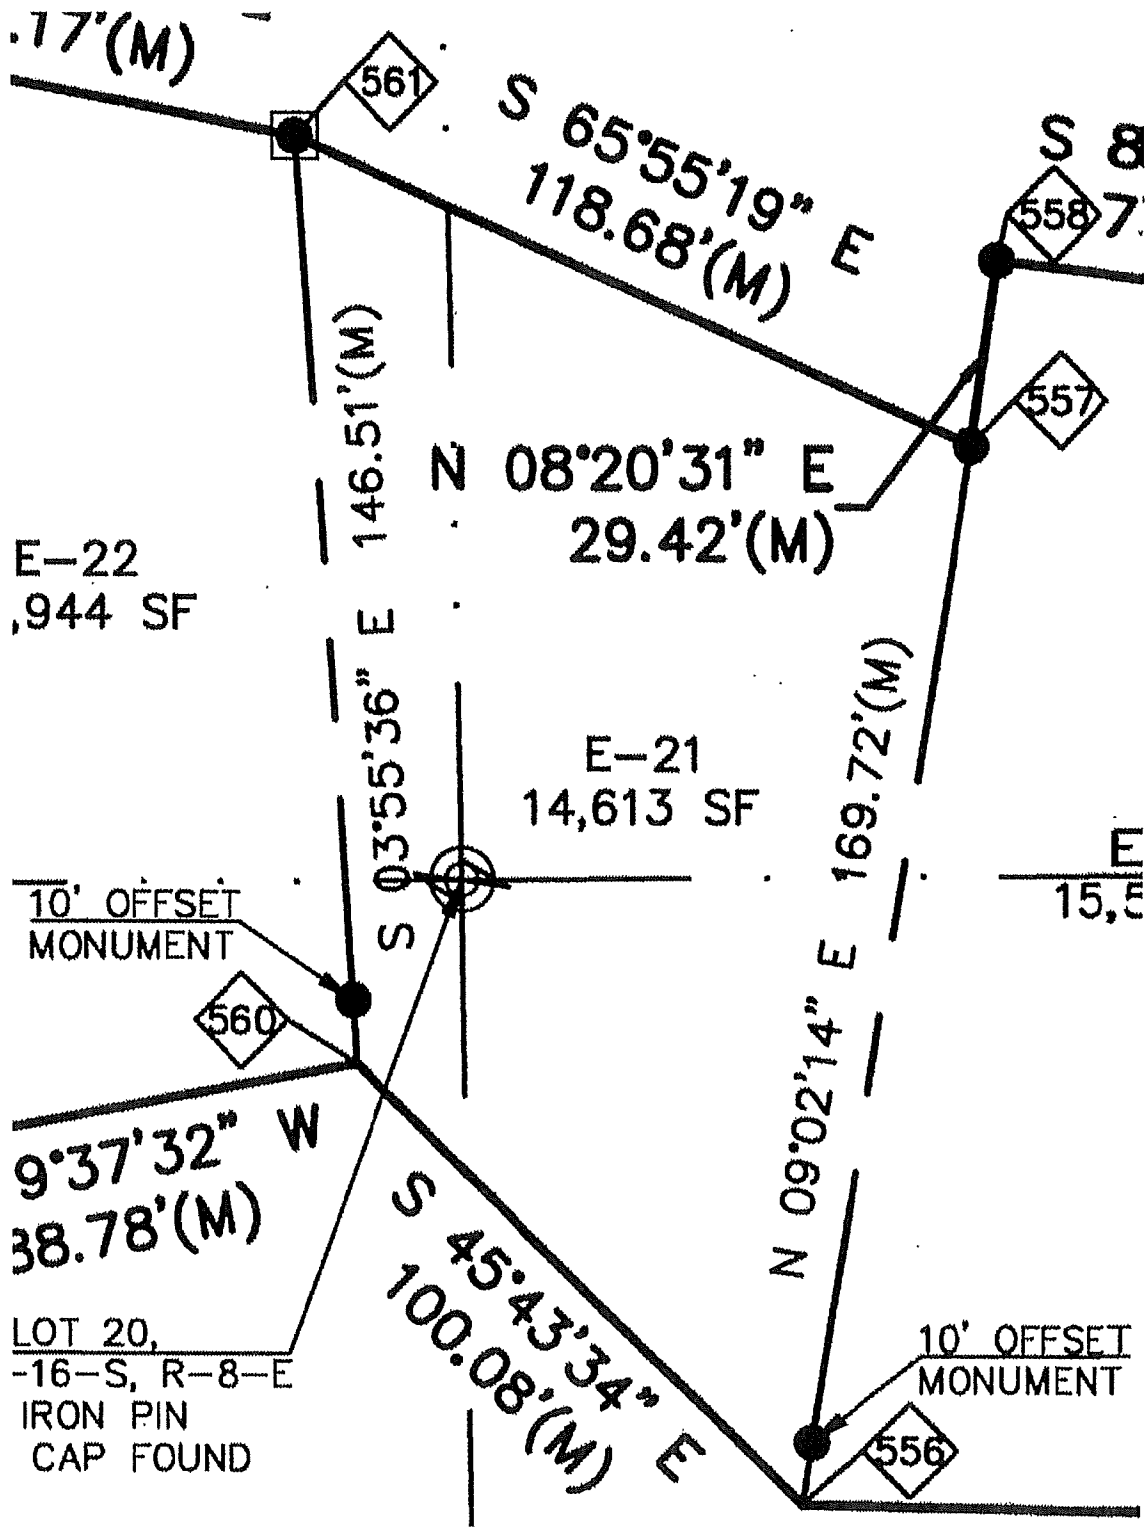 .17'(M)
561
S 65°55'19" E
118.68'(M)
S 8
558
7
557
146.51'(M)
S 03°55'36" E
N 08°20'31" E
29.42'(M)
E-22
,944 SF
N 09°02'14" E 169.72'(M)
E-21
14,613 SF
E
15,5
10' OFFSET
MONUMENT
560
9°37'32" W
38.78'(M)
S 45°43'34" E
100.08'(M)
LOT 20,
-16-S, R-8-E
IRON PIN
CAP FOUND
10' OFFSET
MONUMENT
556